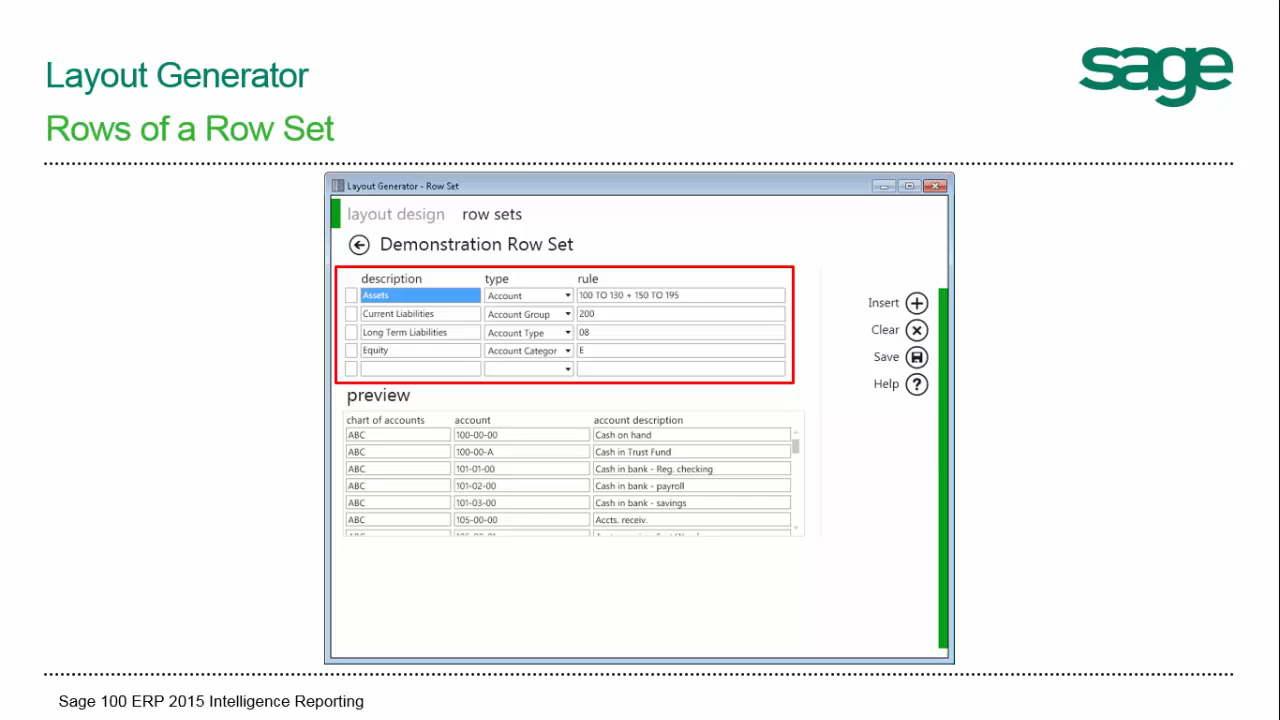 Layout Generator
sage
Rows of a Row Set
Layout Generator - Row Set
layout design row sets
Demonstration Row Set
description type rule
Assets Account 100 TO 130 + 150 TO 195
Current Liabilities Account Group 200
Long Term Liabilities Account Type 08
Equity Account Categor E
Insert
Clear
Save
Help ?
preview
chart of accounts account account description
ABC 100-00-00 Cash on hand
ABC 100-00-A Cash in Trust Fund
ABC 101-01-00 Cash in bank - Reg. checking
ABC 101-02-00 Cash in bank - payroll
ABC 101-03-00 Cash in bank - savings
ABC 105-00-00 Accts. receiv.
ABC
Sage 100 ERP 2015 Intelligence Reporting